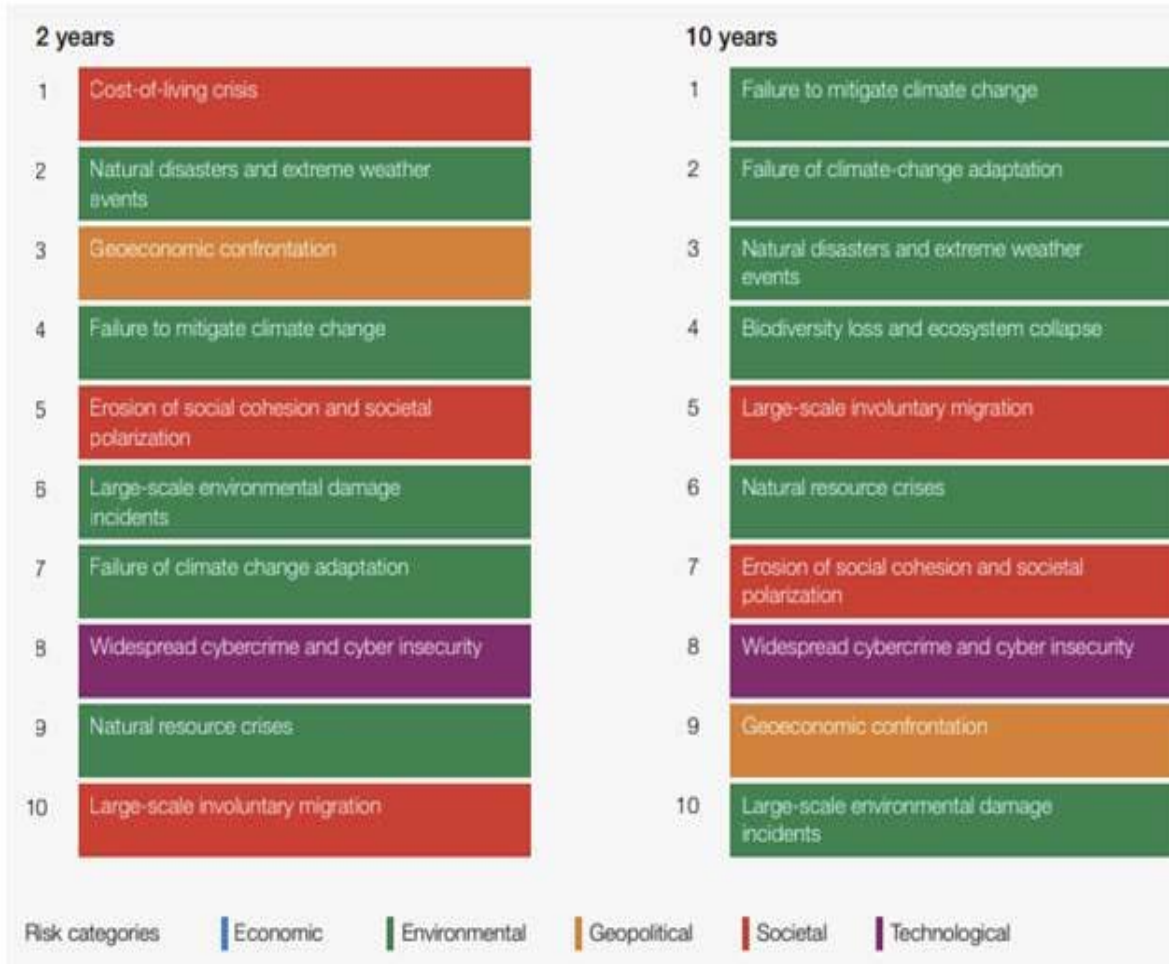 2 years
1
Cost-of-living crisis
2
Natural disasters and extreme weather
events
3
Geoeconomic confrontation
4
Failure to mitigate climate change
5
Erosion of social cohesion and societal
polarization
6
Large-scale environmental damage
incidents
7
Failure of climate change adaptation
8
Widespread cybercrime and cyber insecurity
9
Natural resource crises
10
Large-scale involuntary migration
10 years
1
Failure to mitigate climate change
2
Failure of climate-change adaptation
3
Natural disasters and extreme weather
events
4
Biodiversity loss and ecosystem collapse
5
Large-scale involuntary migration
6
Natural resource crises
7
Erosion of social cohesion and societal
polarization
8
Widespread cybercrime and cyber insecurity
9
Geoeconomic confrontation
10
Large-scale environmental damage
incidents
Risk categories
Economic
Environmental
Geopolitical
Societal
Technological